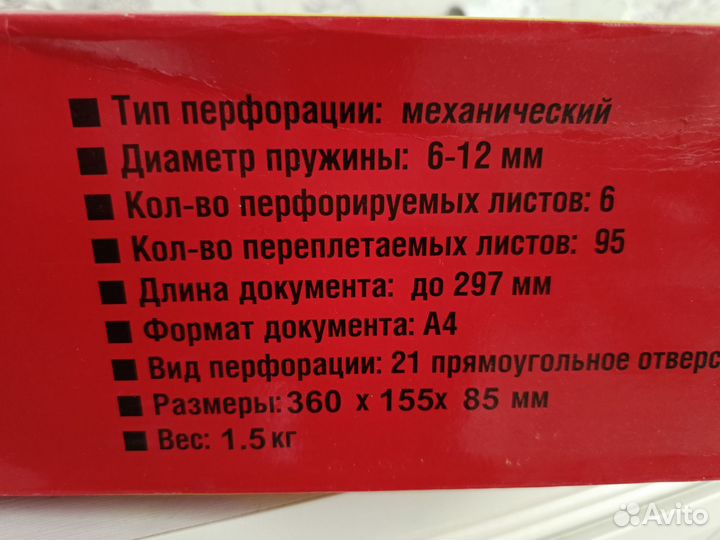 Тип перфорации: механический
Диаметр пружины: 6-12 мм
Кол-во перфорируемых листов: 6
Кол-во переплетаемых листов: 95
Длина документа: до 297 мм
Формат документа: А4
Вид перфорации: 21 прямоугольное отверс
Размеры: 360 x 155x 85 мм
Вес: 1.5 кг
Avito